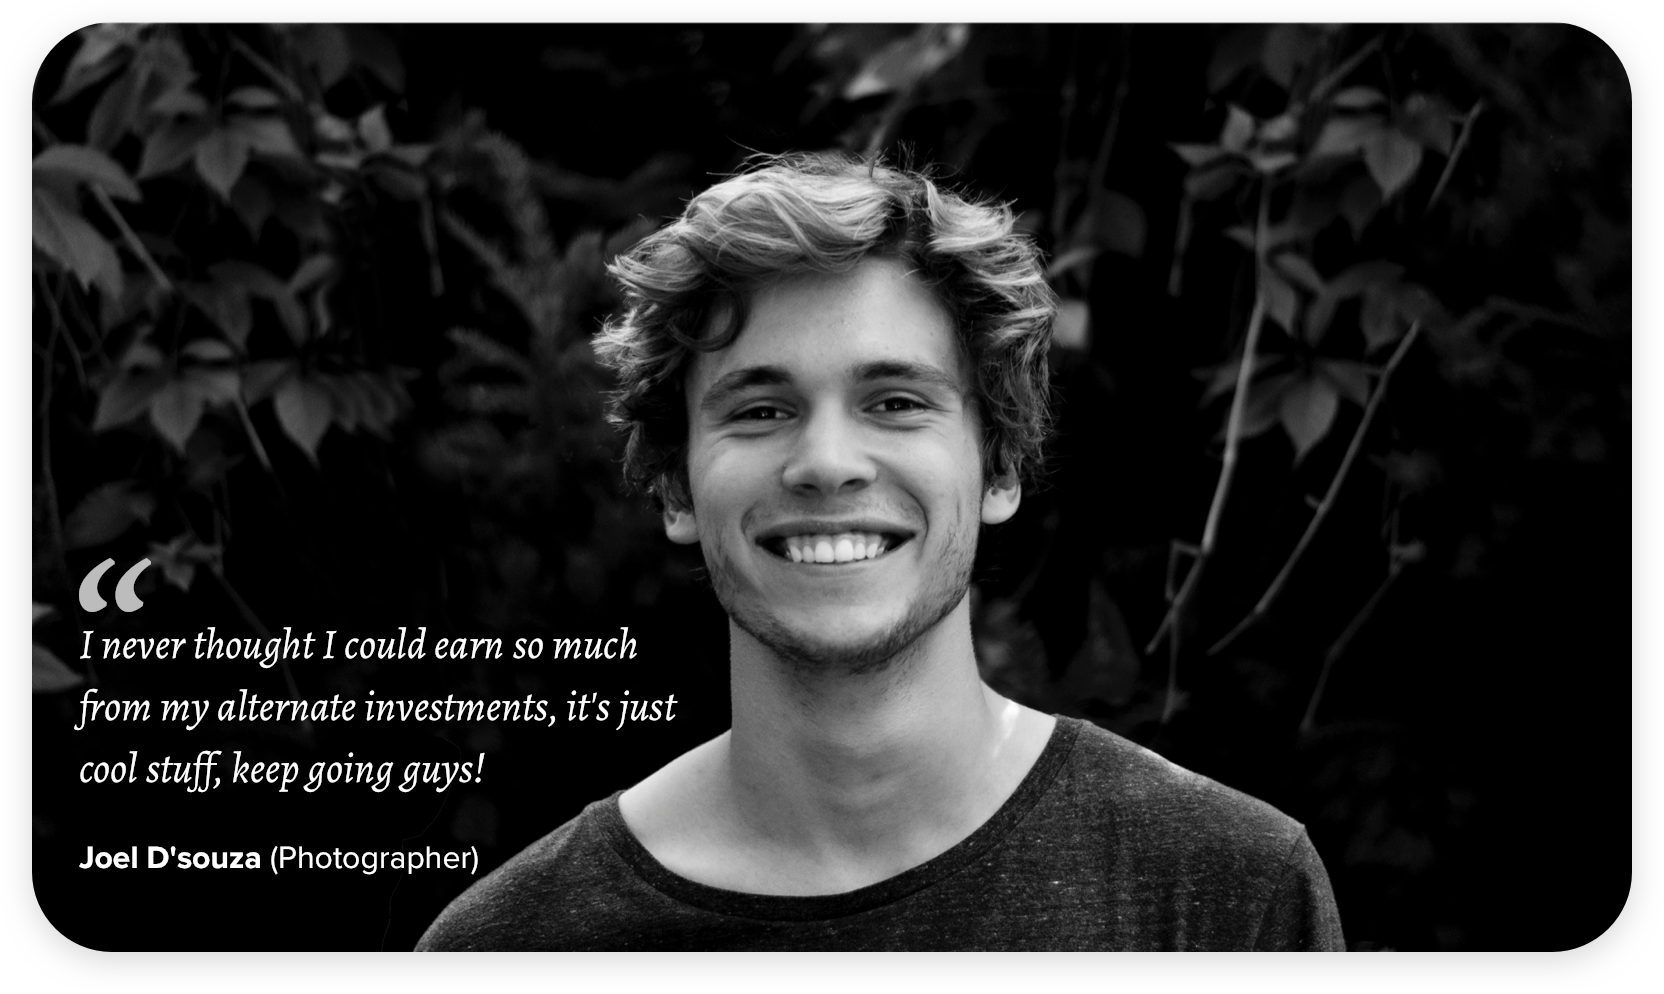 “
I never thought I could earn so much
from my alternate investments, it's just
cool stuff, keep going guys!
Joel D'souza (Photographer)